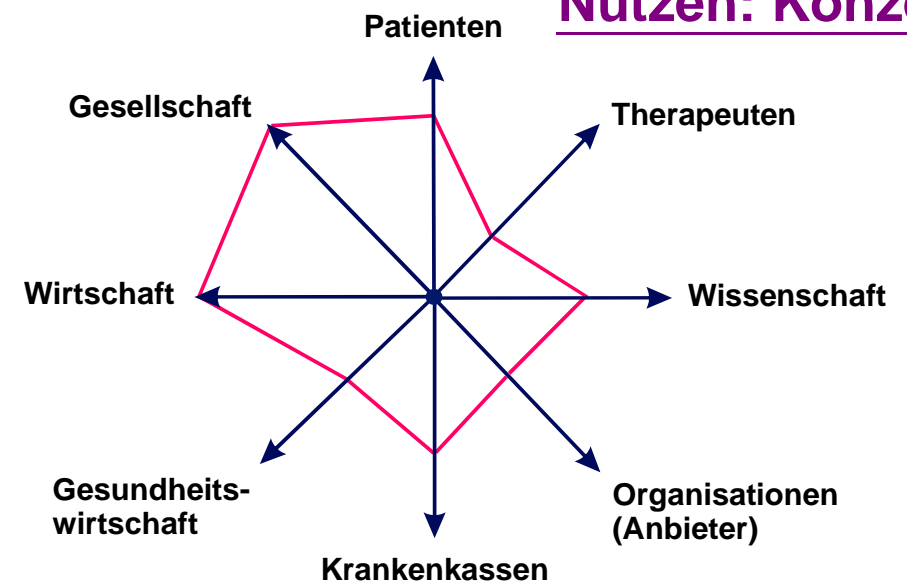 Nutzen:
Patienten
Gesellschaft
Therapeuten
Wirtschaft
Wissenschaft
Gesundheits-
wirtschaft
Organisationen
(Anbieter)
Krankenkassen